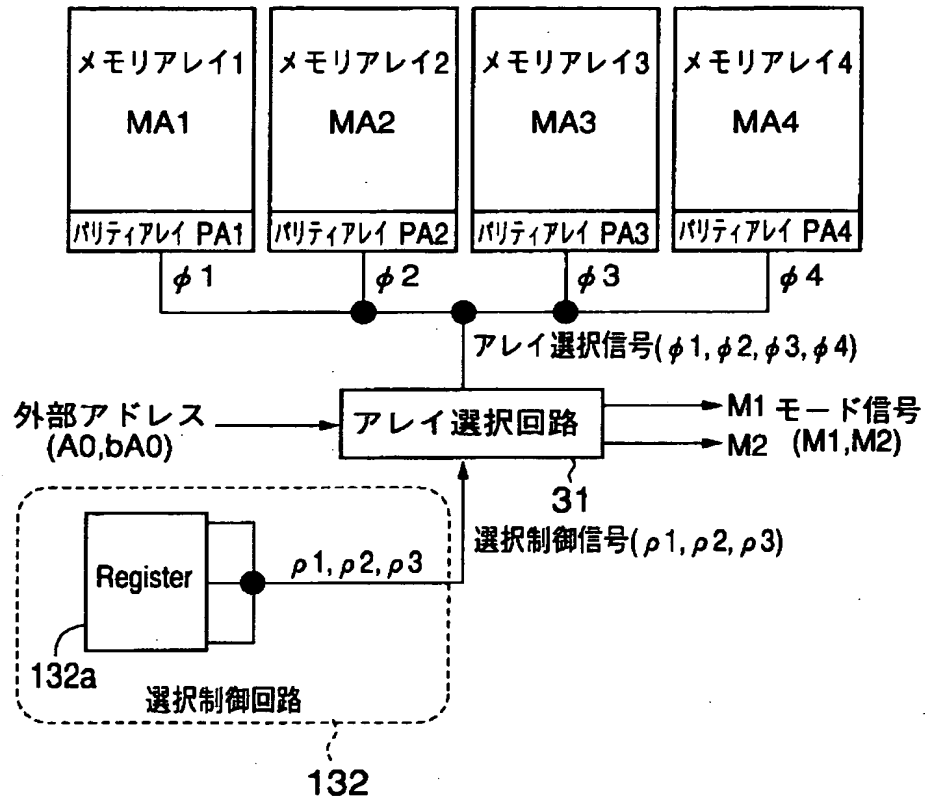 メモリアレイ1 メモリアレイ2 メモリアレイ3 メモリアレイ4
MA1 MA2 MA3 MA4
パリティアレイ PA1 パリティアレイ PA2 パリティアレイ PA3 パリティアレイ PA4
φ1 φ2 φ3 φ4
アレイ選択信号(φ1,φ2,φ3,φ4)
外部アドレス
(A0,bA0)
アレイ選択回路
M1 モード信号
M2 (M1,M2)
31
選択制御信号(ρ1,ρ2,ρ3)
Register
ρ1,ρ2,ρ3
132a
選択制御回路
132